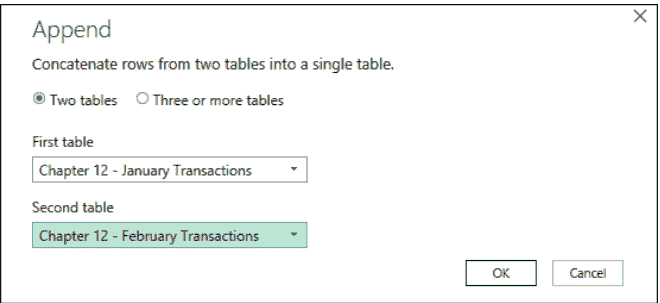 Append
Concatenate rows from two tables into a single table.
Two tables Three or more tables
First table
Chapter 12 - January Transactions
Second table
Chapter 12 - February Transactions
OK Cancel